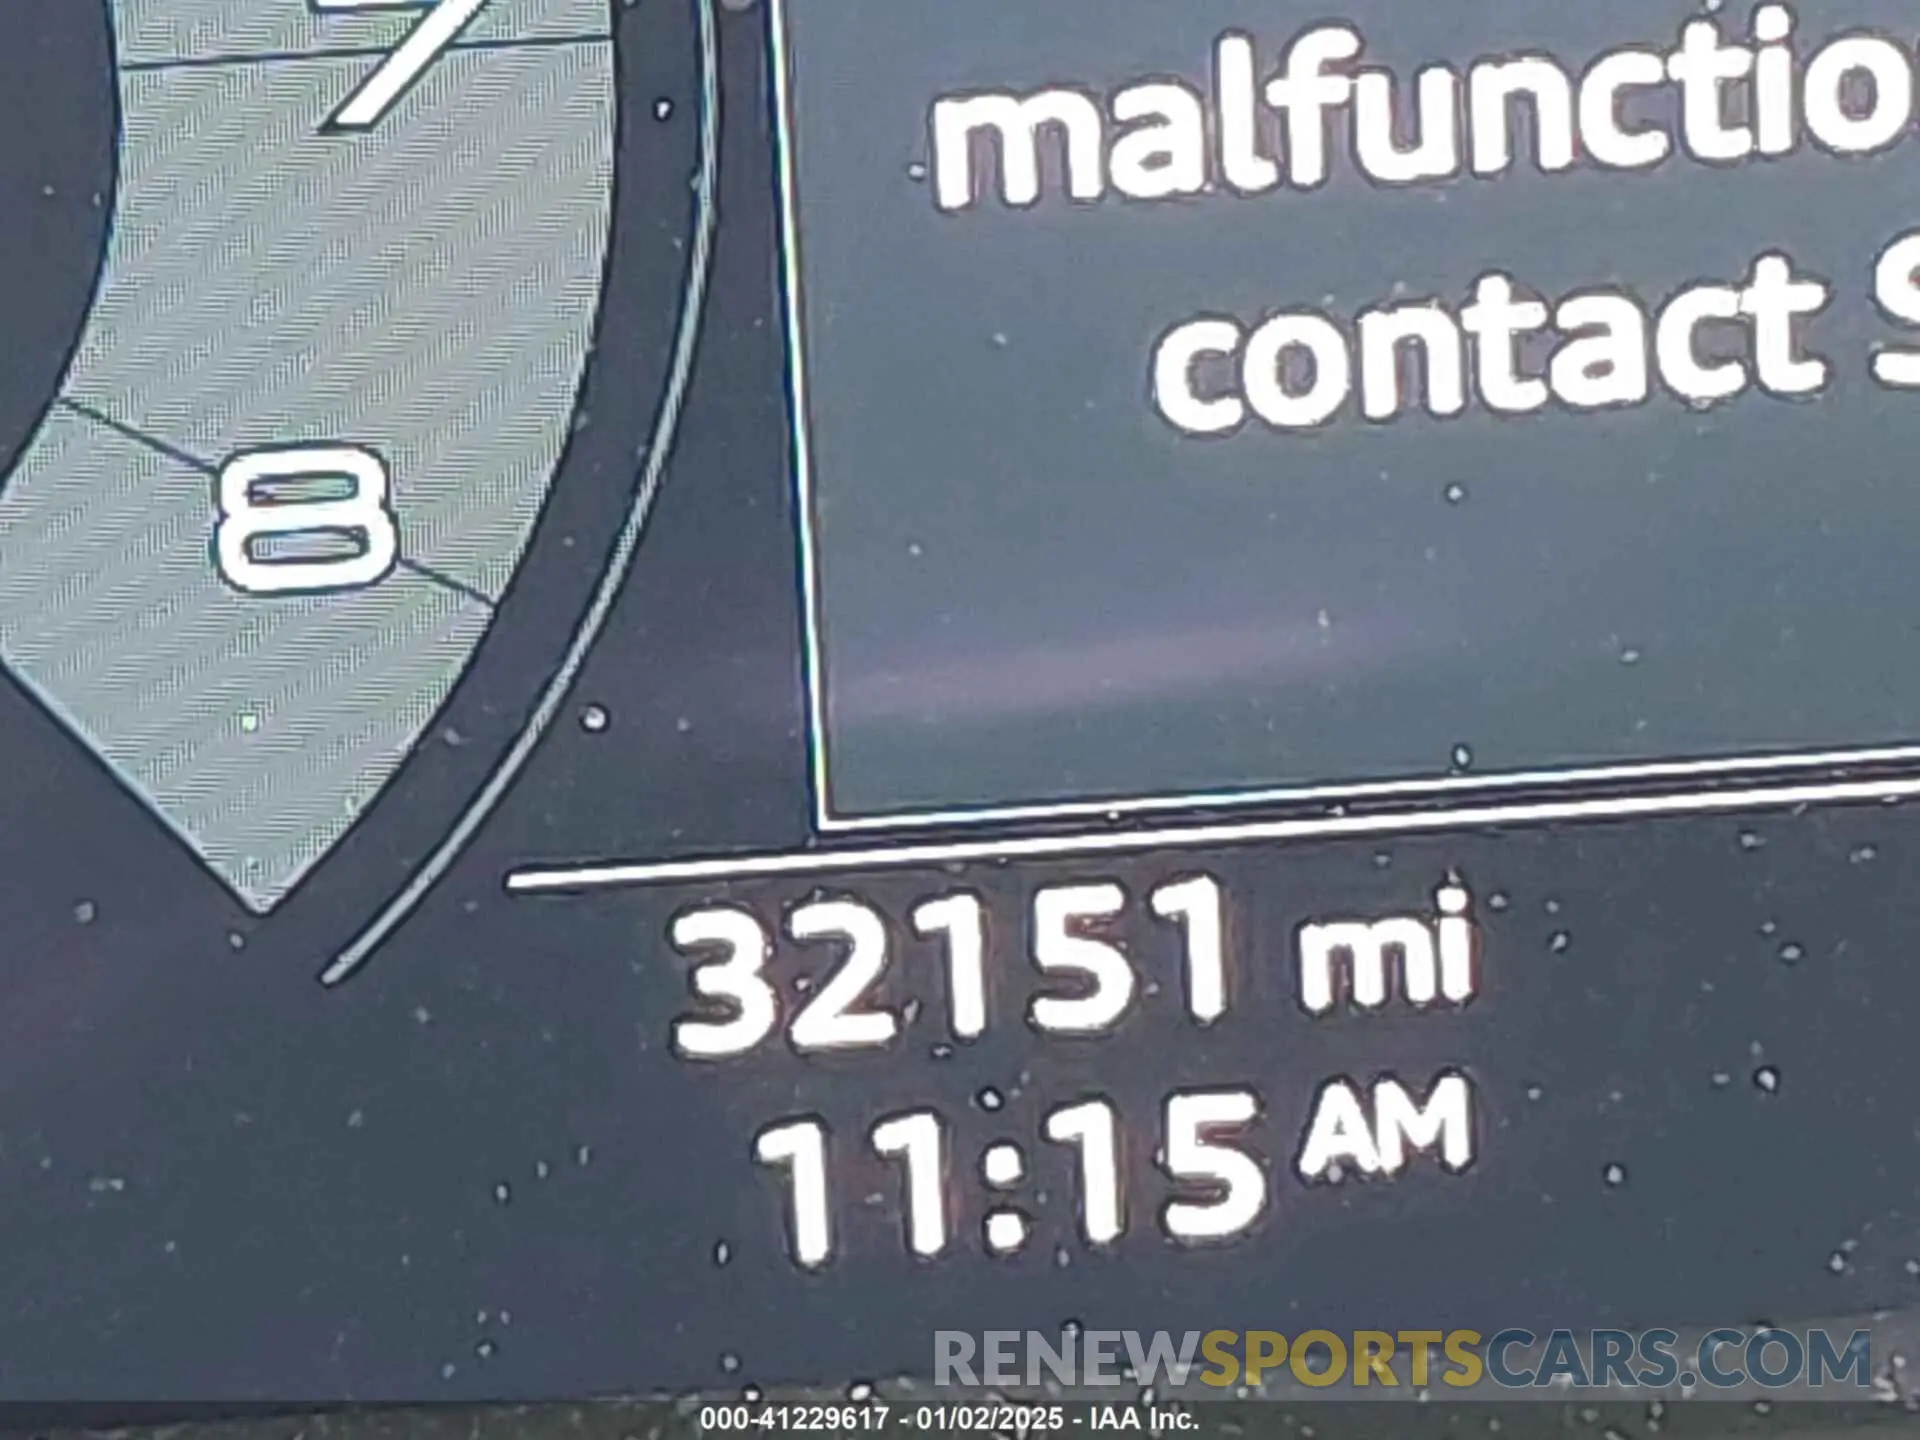 7
8
malfunctio
contact S
32151 mi
11:15 AM
RENEWSPORTSCARS.COM
000-41229617 - 01/02/2025 - IAA Inc.